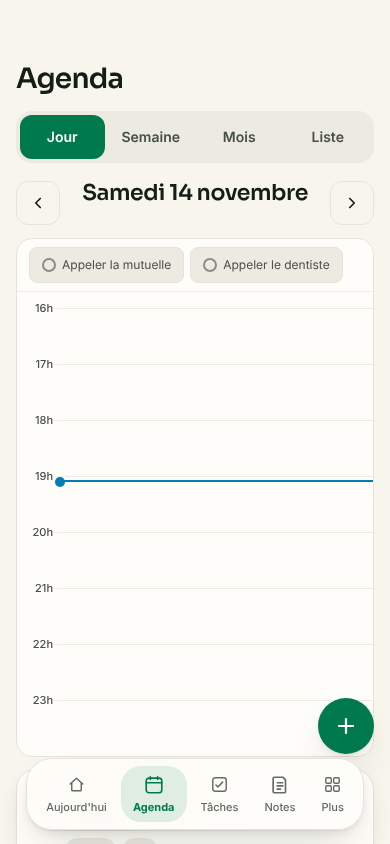 Agenda
Jour Semaine Mois Liste
Samedi 14 novembre
Appeler la mutuelle Appeler le dentiste
16h
17h
18h
19h
20h
21h
22h
23h
Aujourd'hui Agenda Tâches Notes Plus